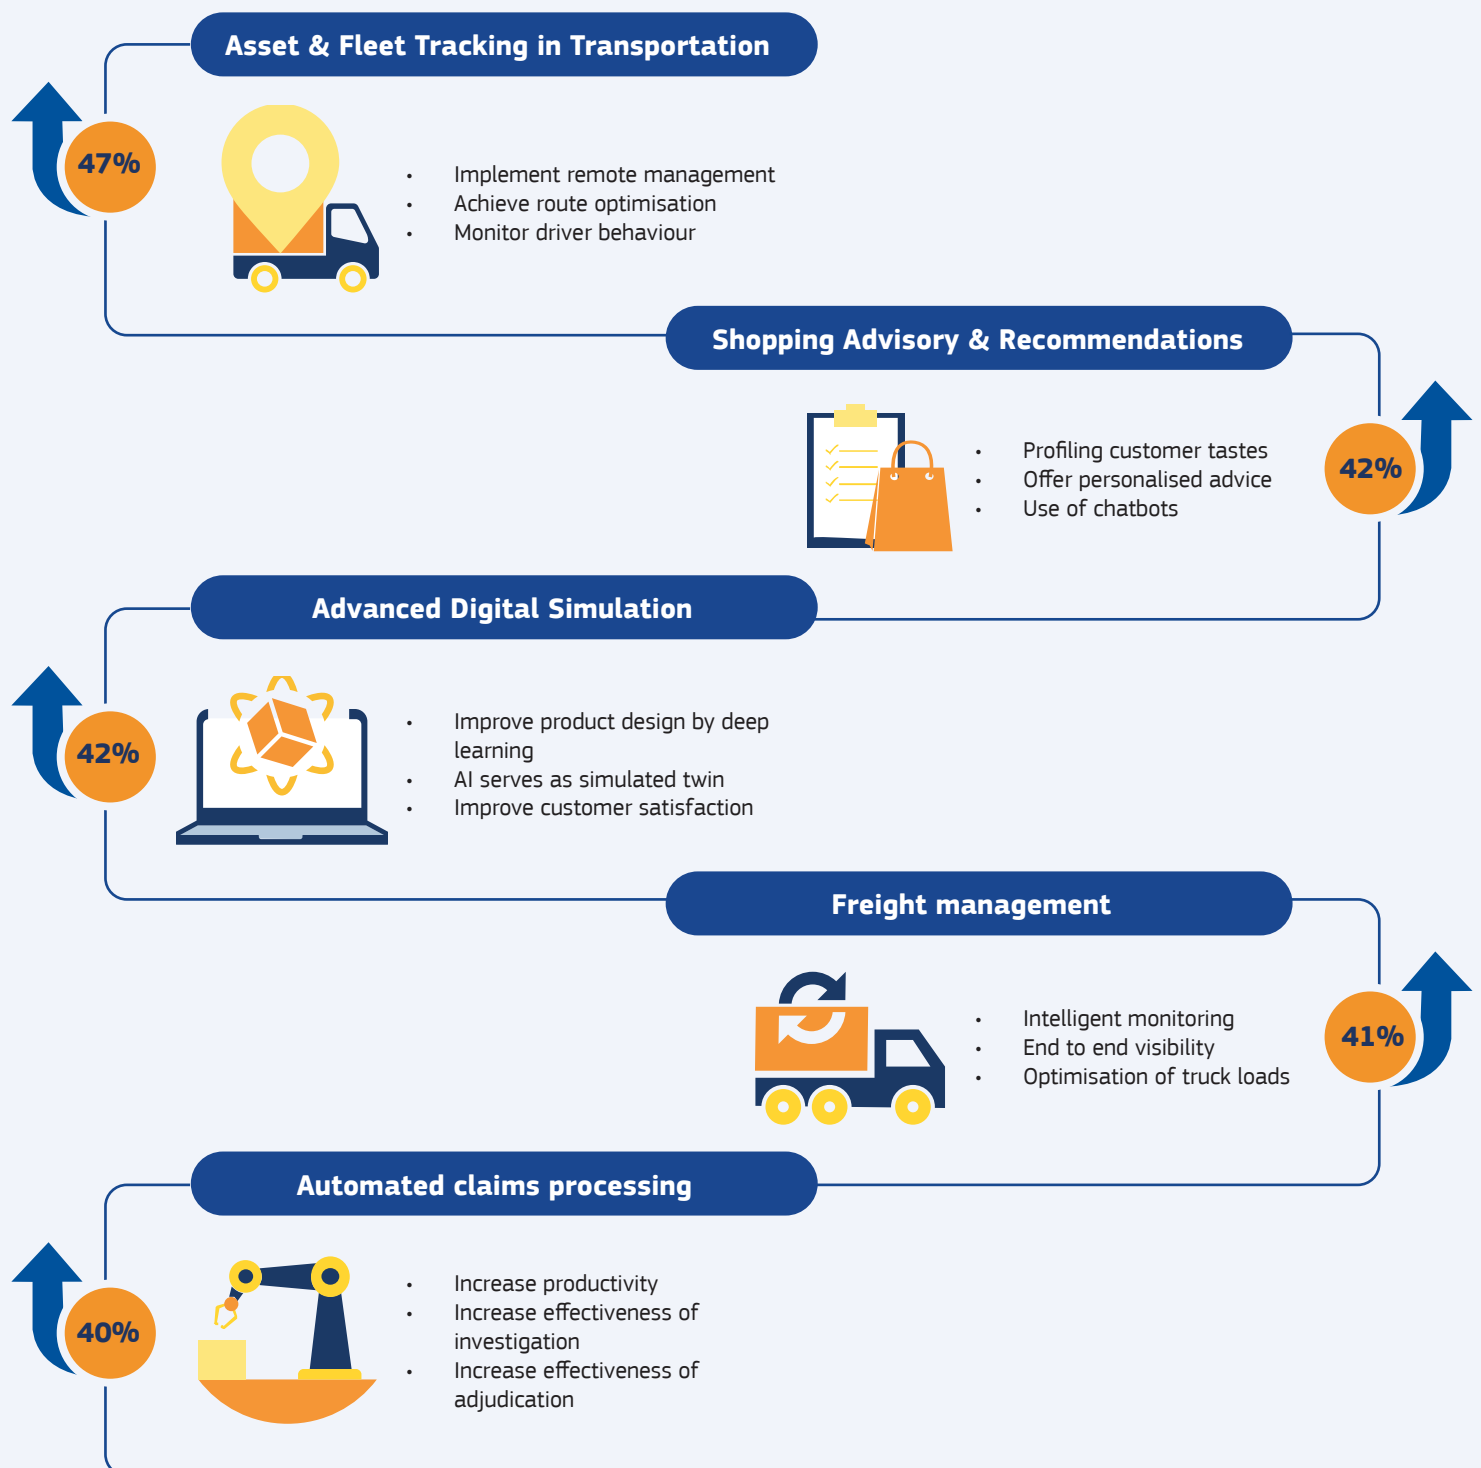 Asset & Fleet Tracking in Transportation
47%
• Implement remote management
• Achieve route optimisation
• Monitor driver behaviour
Shopping Advisory & Recommendations
• Profiling customer tastes
• Offer personalised advice
• Use of chatbots
42%
Advanced Digital Simulation
42%
• Improve product design by deep
learning
• AI serves as simulated twin
• Improve customer satisfaction
Freight management
• Intelligent monitoring
• End to end visibility
• Optimisation of truck loads
41%
Automated claims processing
40%
• Increase productivity
• Increase effectiveness of
investigation
• Increase effectiveness of
adjudication